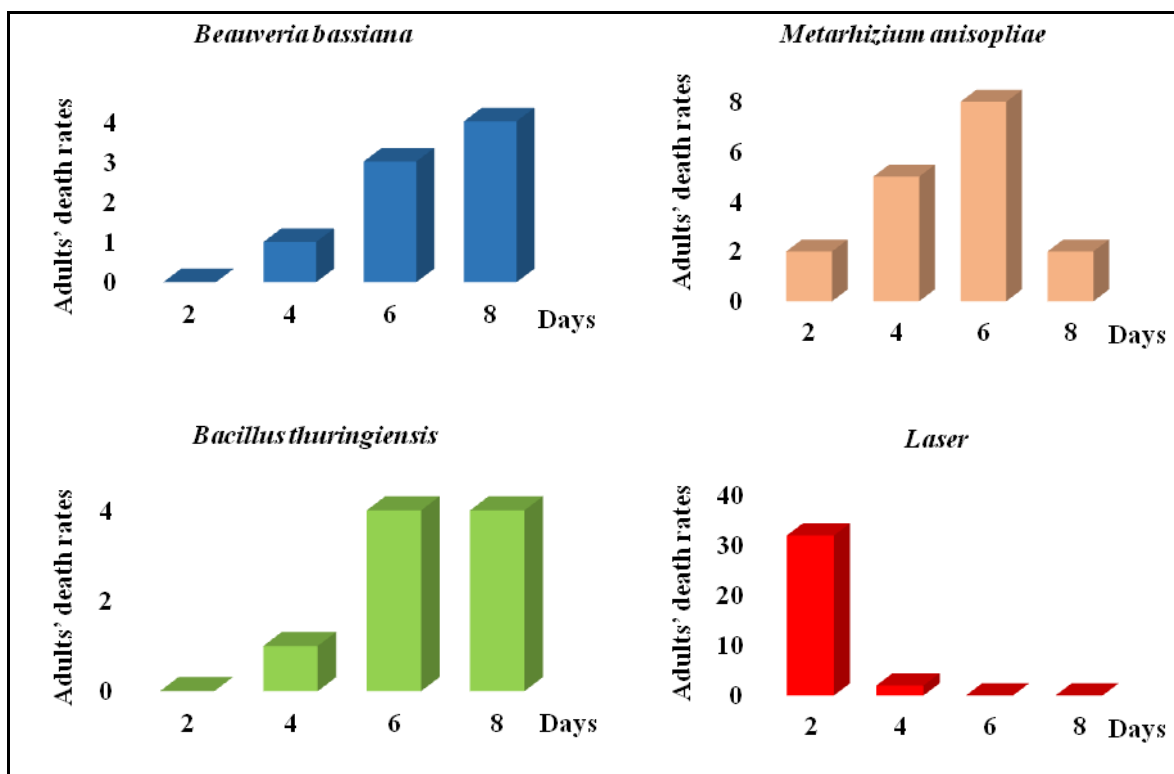 Beauveria bassiana
Adults' death rates
4
3
2
1
0
2 4 6 8 Days
Metarhizium anisopliae
Adults' death rates
8
6
4
2
0
2 4 6 8 Days
Bacillus thuringiensis
Adults' death rates
4
2
0
2 4 6 8 Days
Laser
Adults' death rates
40
30
20
10
0
2 4 6 8 Days